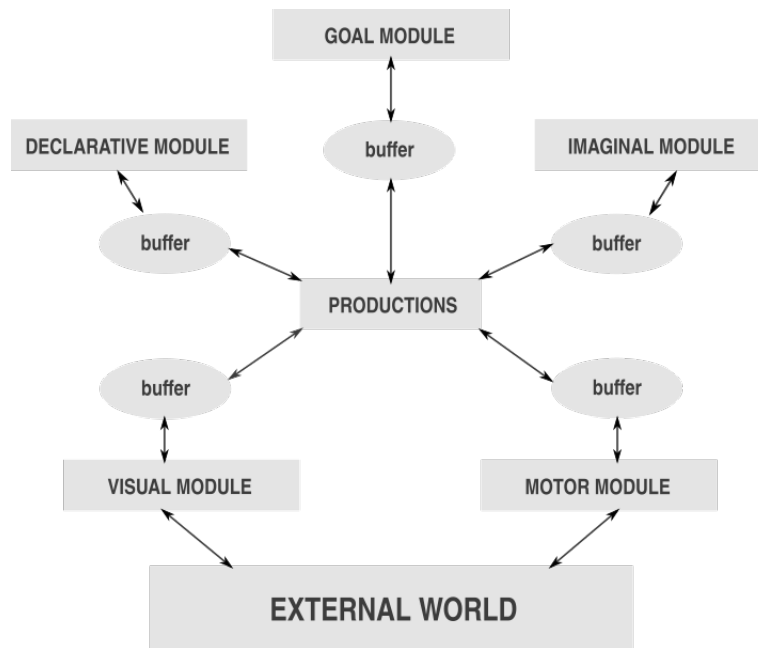 GOAL MODULE
DECLARATIVE MODULE
buffer
IMAGINAL MODULE
buffer
buffer
PRODUCTIONS
buffer
buffer
VISUAL MODULE
MOTOR MODULE
EXTERNAL WORLD